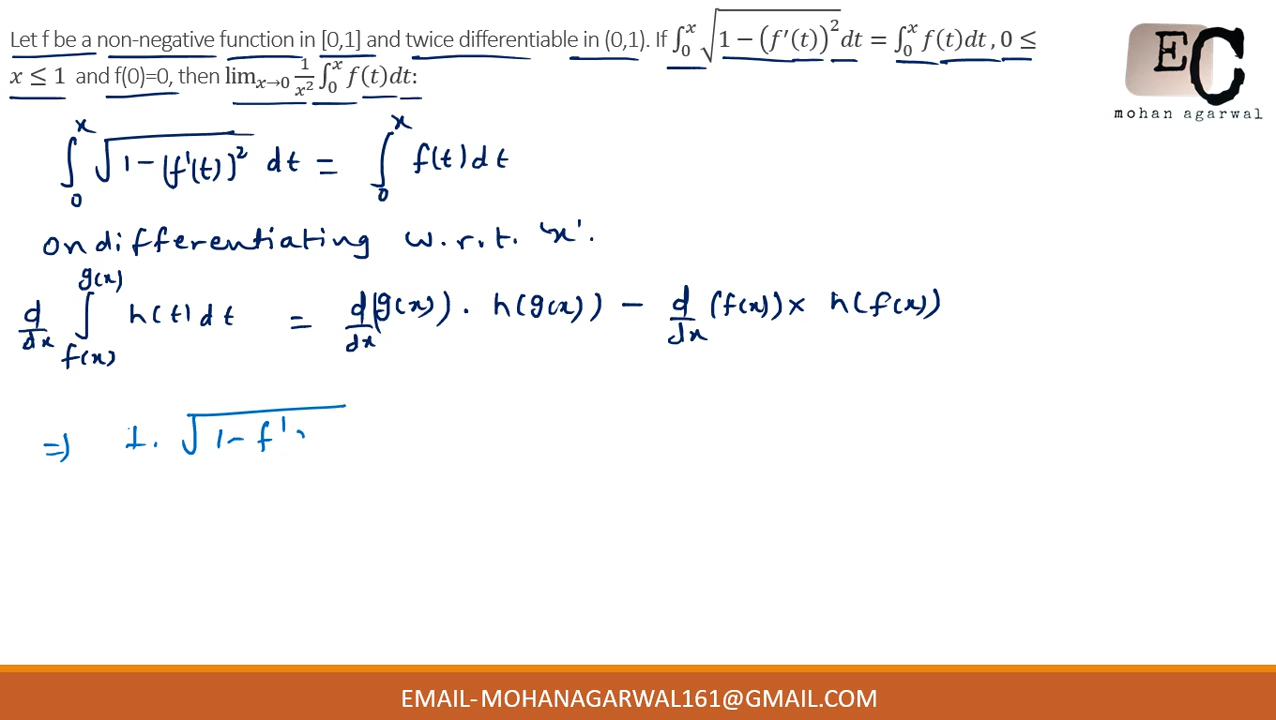 Let f be a non-negative function in [0,1] and twice differentiable in (0,1). If ∫₀ˣ √(1 − (f′(t))²) dt = ∫₀ˣ f(t)dt , 0 ≤
x ≤ 1 and f(0)=0, then lim_{x→0} 1/x² ∫₀ˣ f(t)dt:
EC
mohan agarwal
∫₀ˣ √(1 − (f'(t))²) dt = ∫₀ˣ f(t) dt
on differentiating w.r.t. 'x'.
d/dx ∫_{f(x)}^{g(x)} h(t) dt = d/dx (g(x)) . h(g(x)) − d/dx (f(x)) × h(f(x))
⇒ 1. √(1 − f'
EMAIL-MOHANAGARWAL161@GMAIL.COM